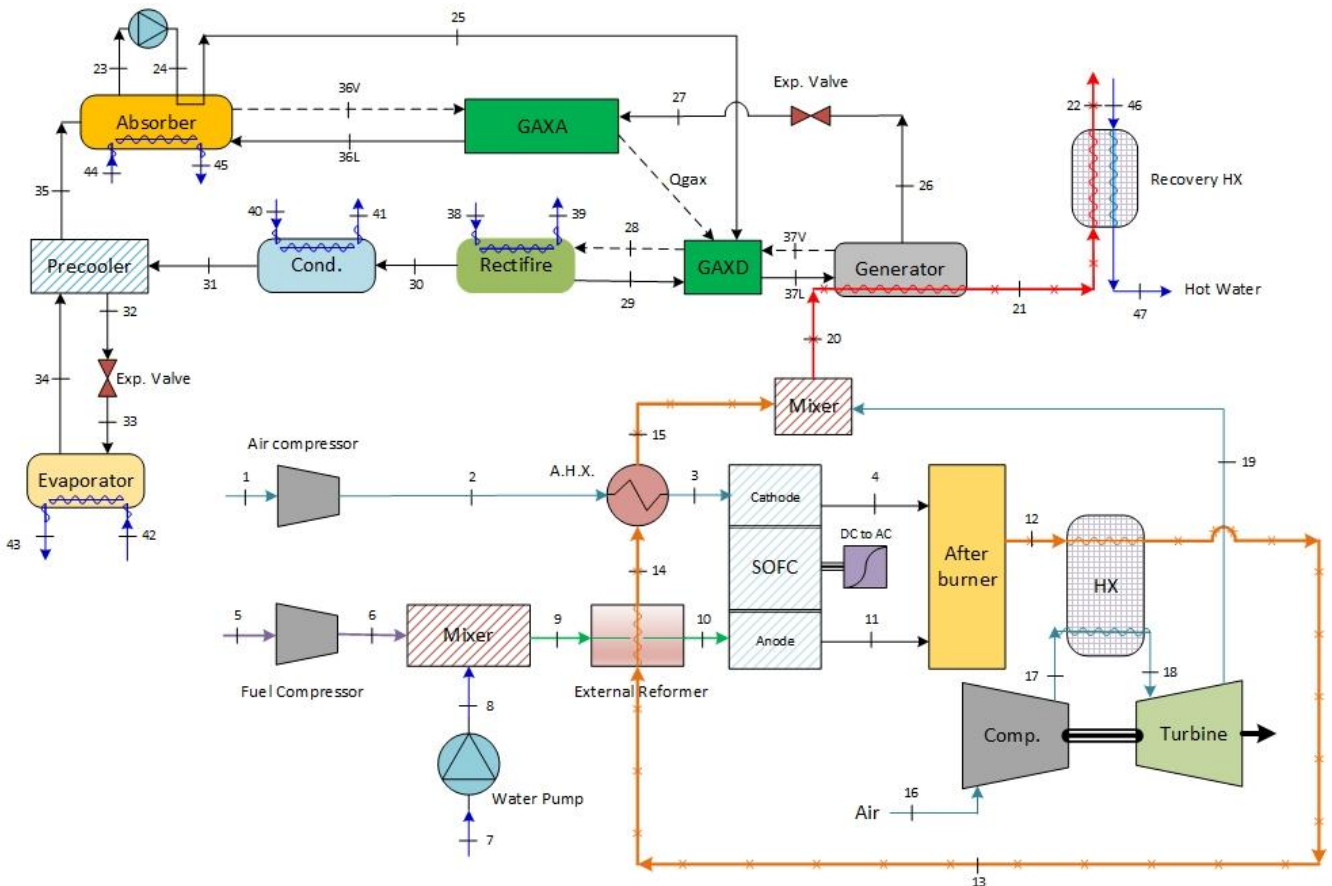 25
23
24
36V
27
Exp. Valve
22
46
Absorber
GAXA
36L
44
45
Qgax
26
Recovery HX
35
40
41
38
39
28
37V
Precooler
Cond.
Rectifire
GAXD
Generator
31
30
29
37L
21
Hot Water
47
32
20
34
Exp. Valve
33
Mixer
15
Air compressor
A.H.X.
19
Evaporator
1
2
3
Cathode
4
12
43
42
DC to AC
14
SOFC
After
burner
HX
5
6
Mixer
9
10
Anode
11
17
18
Fuel Compressor
External Reformer
8
Comp.
Turbine
Water Pump
Air
16
7
13